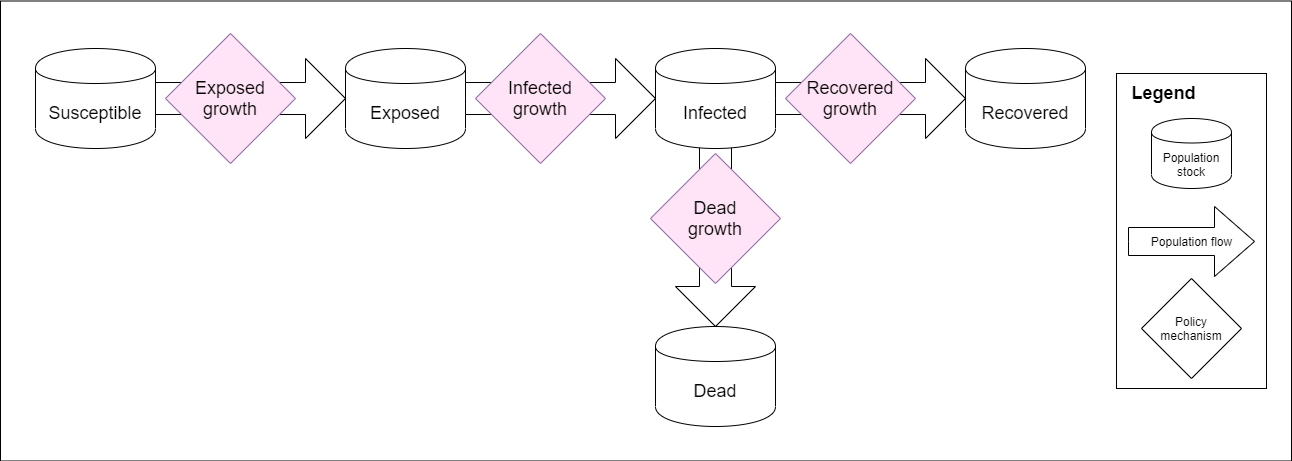 Susceptible
Exposed
growth
Exposed
Infected
growth
Infected
Recovered
growth
Recovered
Dead
growth
Dead
Legend
Population
stock
Population flow
Policy
mechanism